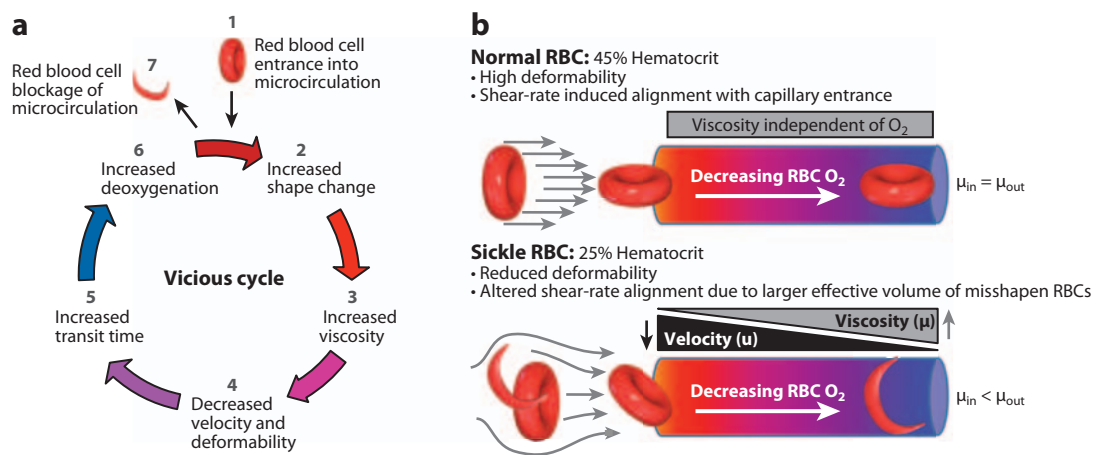 a
1
Red blood cell
entrance into
microcirculation
7
Red blood cell
blockage of
microcirculation
2
Increased
shape change
3
Increased
viscosity
4
Decreased
velocity and
deformability
5
Increased
transit time
6
Increased
deoxygenation
Vicious cycle
b
Normal RBC: 45% Hematocrit
• High deformability
• Shear-rate induced alignment with capillary entrance
Viscosity independent of O₂
Decreasing RBC O₂
μin = μout
Sickle RBC: 25% Hematocrit
• Reduced deformability
• Altered shear-rate alignment due to larger effective volume of misshapen RBCs
Viscosity (μ)
Velocity (u)
Decreasing RBC O₂
μin < μout